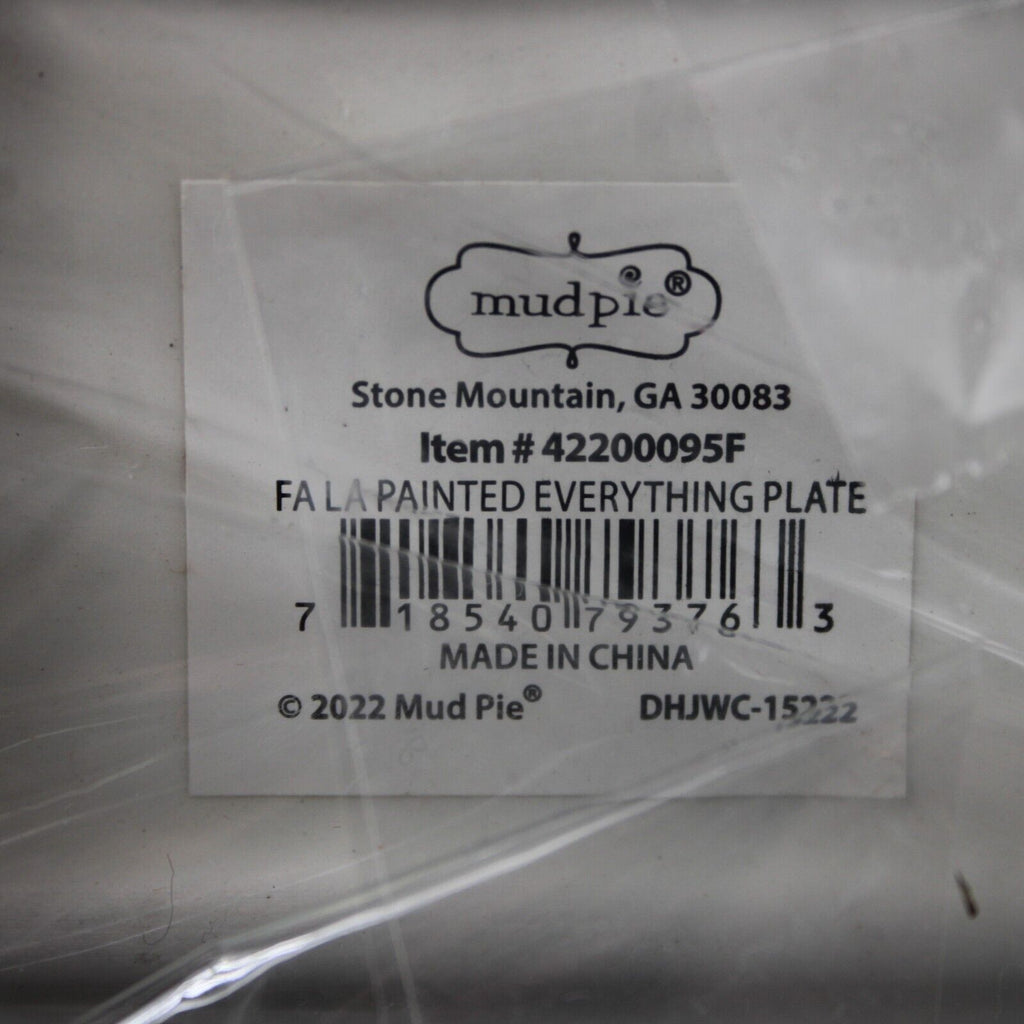 mudpie®
Stone Mountain, GA 30083
Item # 42200095F
FA LA PAINTED EVERYTHING PLATE
7 18540 79376 3
MADE IN CHINA
© 2022 Mud Pie® DHJWC-15222